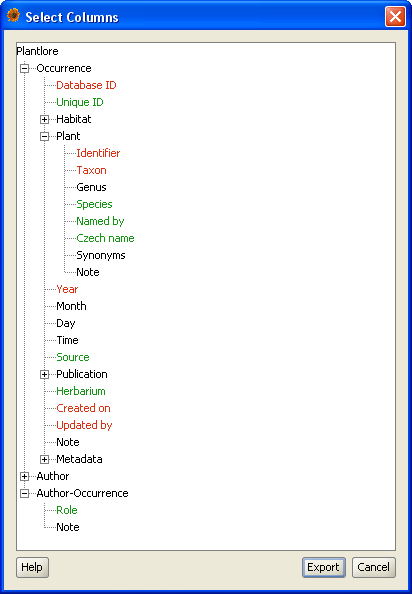 Select Columns
Plantlore
Occurrence
Database ID
Unique ID
Habitat
Plant
Identifier
Taxon
Genus
Species
Named by
Czech name
Synonyms
Note
Year
Month
Day
Time
Source
Publication
Herbarium
Created on
Updated by
Note
Metadata
Author
Author-Occurrence
Role
Note
Help Export Cancel